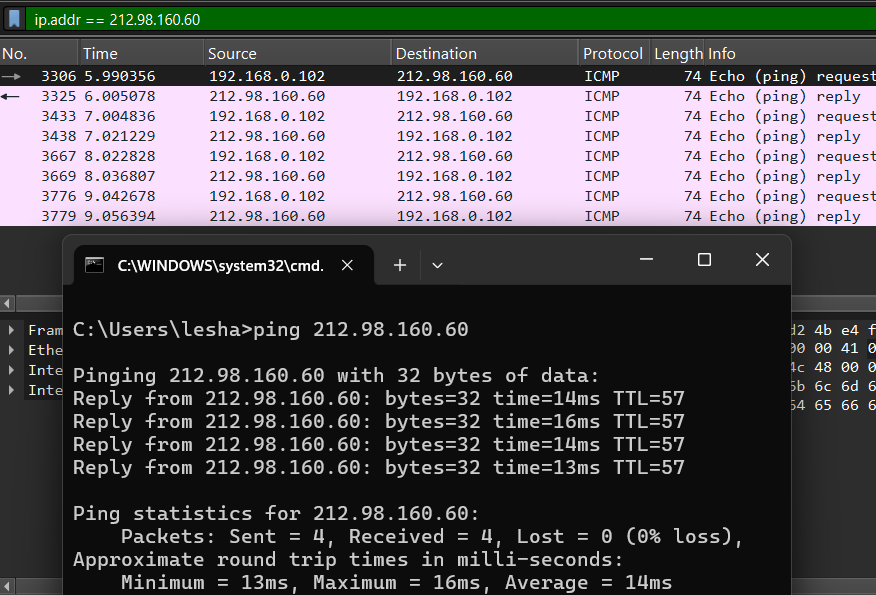 ip.addr == 212.98.160.60
No. Time Source Destination Protocol Length Info
3306 5.990356 192.168.0.102 212.98.160.60 ICMP 74 Echo (ping) request
3325 6.005078 212.98.160.60 192.168.0.102 ICMP 74 Echo (ping) reply
3433 7.004836 192.168.0.102 212.98.160.60 ICMP 74 Echo (ping) request
3438 7.021229 212.98.160.60 192.168.0.102 ICMP 74 Echo (ping) reply
3667 8.022828 192.168.0.102 212.98.160.60 ICMP 74 Echo (ping) request
3669 8.036807 212.98.160.60 192.168.0.102 ICMP 74 Echo (ping) reply
3776 9.042678 192.168.0.102 212.98.160.60 ICMP 74 Echo (ping) request
3779 9.056394 212.98.160.60 192.168.0.102 ICMP 74 Echo (ping) reply
C:\WINDOWS\system32\cmd.
C:\Users\lesha>ping 212.98.160.60
Pinging 212.98.160.60 with 32 bytes of data:
Reply from 212.98.160.60: bytes=32 time=14ms TTL=57
Reply from 212.98.160.60: bytes=32 time=16ms TTL=57
Reply from 212.98.160.60: bytes=32 time=14ms TTL=57
Reply from 212.98.160.60: bytes=32 time=13ms TTL=57
Ping statistics for 212.98.160.60:
Packets: Sent = 4, Received = 4, Lost = 0 (0% loss),
Approximate round trip times in milli-seconds:
Minimum = 13ms, Maximum = 16ms, Average = 14ms
Fram
Ethe
Inte
Inte
4b e4
00 41
48 00
6c 6d
65 66